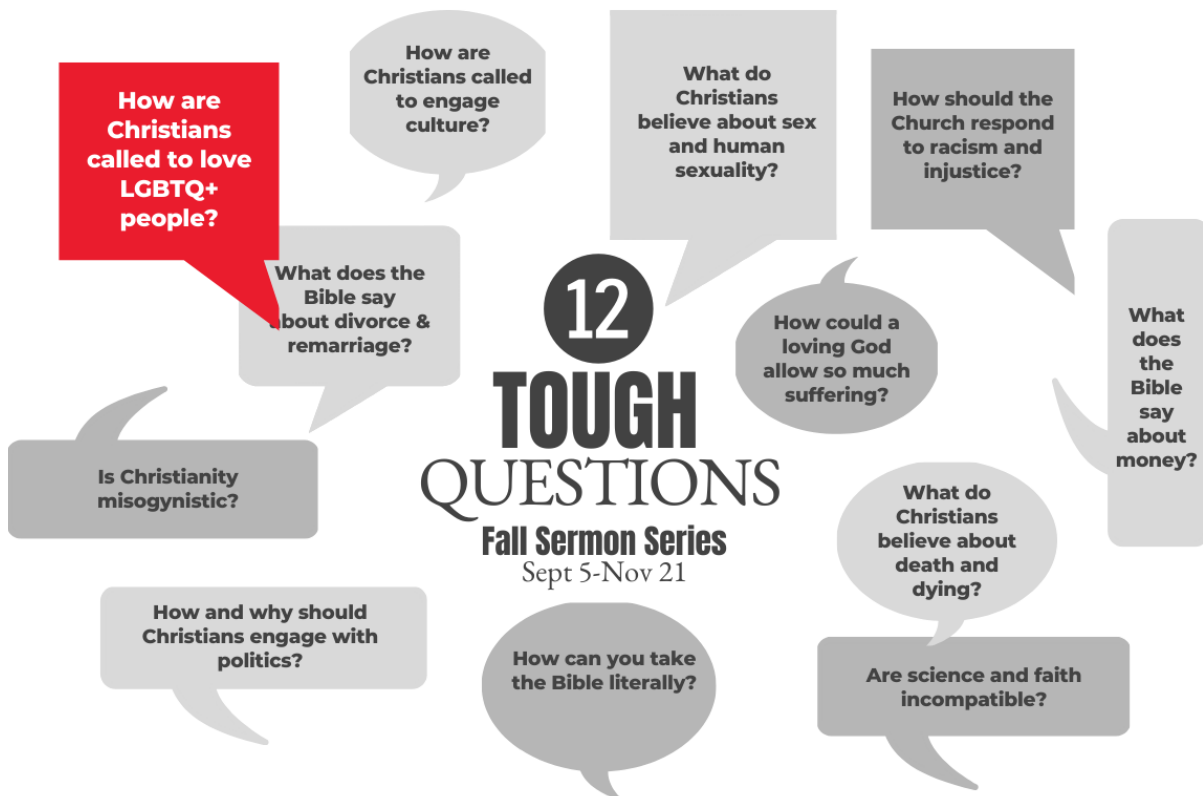 How are
Christians
called to love
LGBTQ+
people?
How are
Christians called
to engage
culture?
What do
Christians
believe about sex
and human
sexuality?
How should the
Church respond
to racism and
injustice?
What does the
Bible say
about divorce &
remarriage?
12
TOUGH
QUESTIONS
Fall Sermon Series
Sept 5-Nov 21
How could a
loving God
allow so much
suffering?
What
does
the
Bible
say
about
money?
Is Christianity
misogynistic?
What do
Christians
believe about
death and
dying?
How and why should
Christians engage with
politics?
How can you take
the Bible literally?
Are science and faith
incompatible?